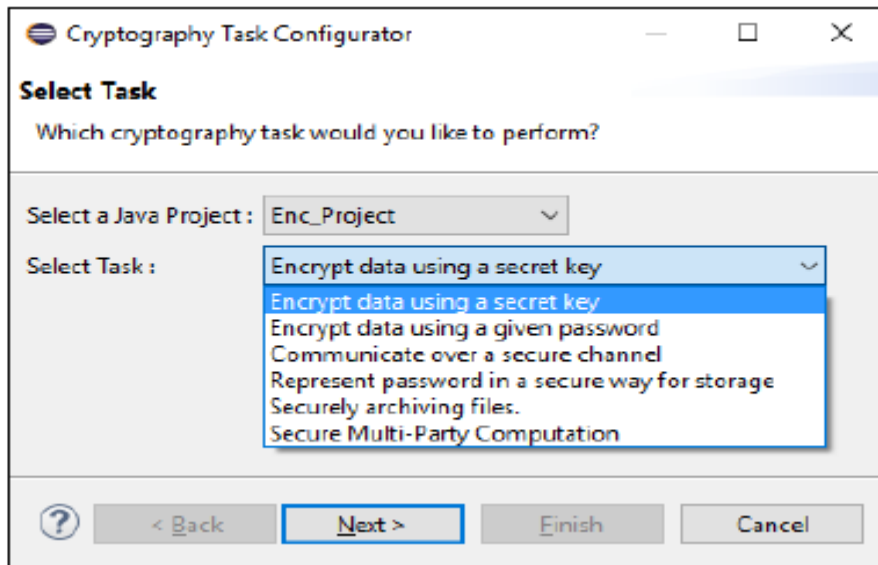 Cryptography Task Configurator
Select Task
Which cryptography task would you like to perform?
Select a Java Project : Enc_Project
Select Task : Encrypt data using a secret key
Encrypt data using a secret key
Encrypt data using a given password
Communicate over a secure channel
Represent password in a secure way for storage
Securely archiving files.
Secure Multi-Party Computation
? < Back Next > Finish Cancel